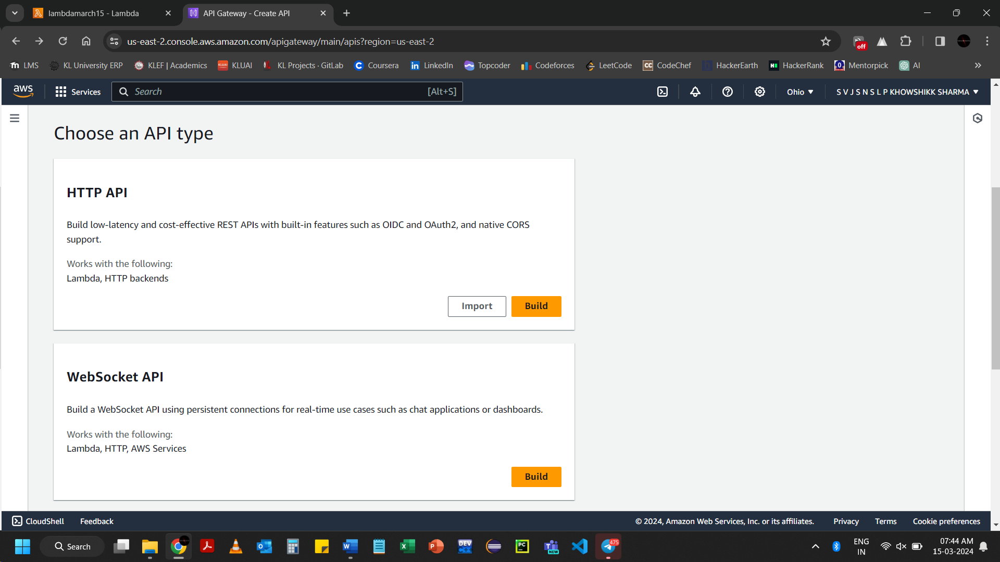 lambdamarch15 - Lambda
API Gateway - Create API
us-east-2.console.aws.amazon.com/apigateway/main/apis?region=us-east-2
off
LMS
KL University ERP
KLEF | Academics
KLUAI
KL Projects · GitLab
Coursera
LinkedIn
Topcoder
Codeforces
LeetCode
CodeChef
HackerEarth
HackerRank
Mentorpick
AI
aws
Services
Search
[Alt+S]
Ohio
S V J S N S L P KHOWSHIKK SHARMA
Choose an API type
HTTP API
Build low-latency and cost-effective REST APIs with built-in features such as OIDC and OAuth2, and native CORS
support.
Works with the following:
Lambda, HTTP backends
Import
Build
WebSocket API
Build a WebSocket API using persistent connections for real-time use cases such as chat applications or dashboards.
Works with the following:
Lambda, HTTP, AWS Services
Build
CloudShell
Feedback
© 2024, Amazon Web Services, Inc. or its affiliates.
Privacy
Terms
Cookie preferences
Search
DEV
PC
NEW
475
ENG
IN
07:44 AM
15-03-2024